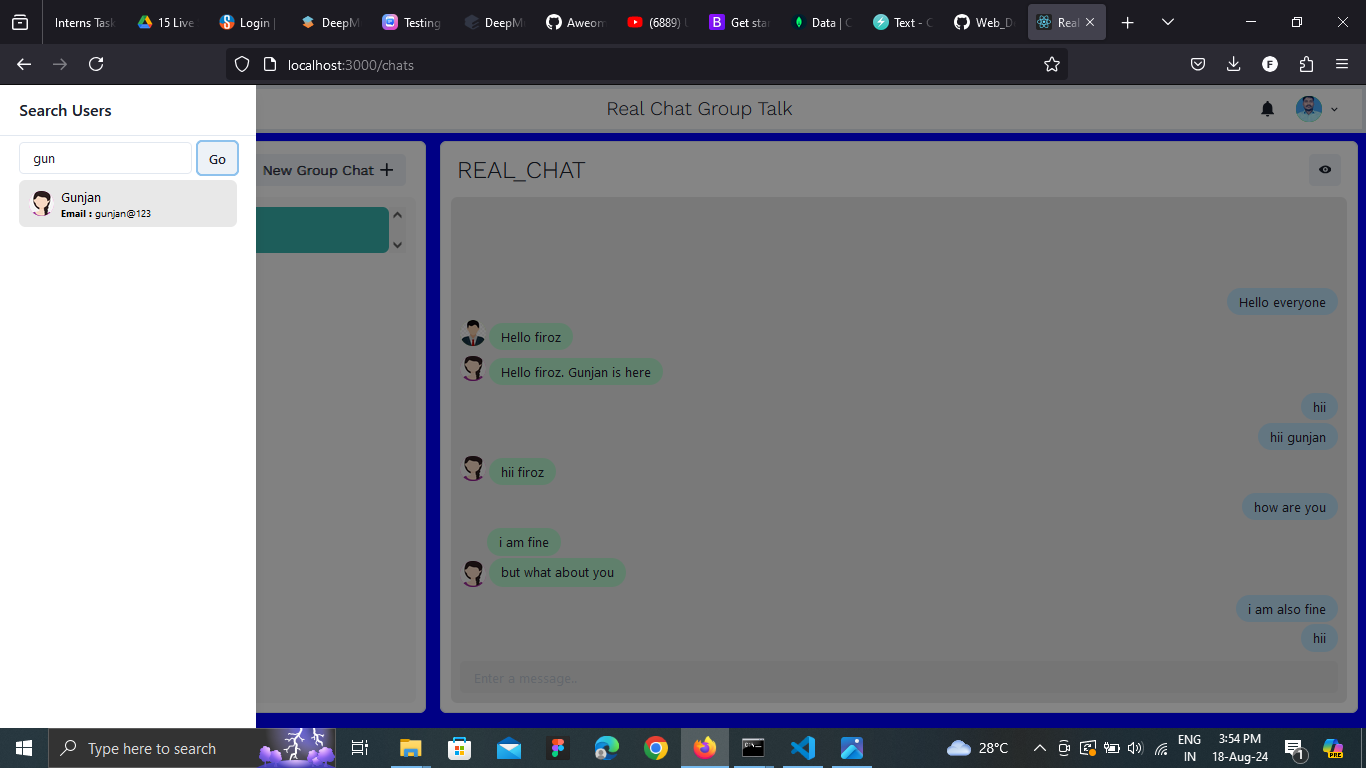 Interns Task
15 Live
Login |
DeepM
Testing
DeepM
Aweom
(6889) L
Get star
Data | C
Text - C
Web_De
Real
localhost:3000/chats
Search Users
Real Chat Group Talk
gun
Go
New Group Chat
REAL_CHAT
Gunjan
Email : gunjan@123
Hello everyone
Hello firoz
Hello firoz. Gunjan is here
hii
hii gunjan
hii firoz
how are you
i am fine
but what about you
i am also fine
hii
Enter a message..
Type here to search
28°C
ENG
IN
3:54 PM
18-Aug-24
1
PRE